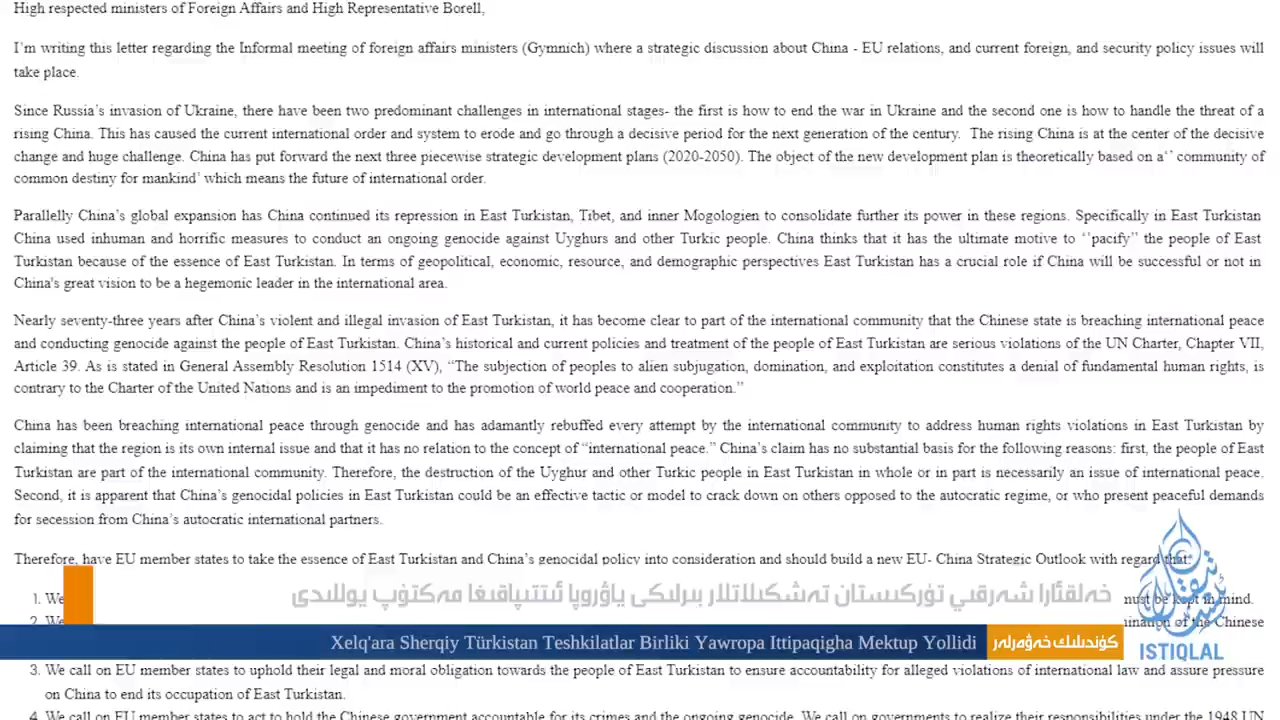 High respected ministers of Foreign Affairs and High Representative Borell,
I'm writing this letter regarding the Informal meeting of foreign affairs ministers (Gymnich) where a strategic discussion about China - EU relations, and current foreign, and security policy issues will
take place.
Since Russia's invasion of Ukraine, there have been two predominant challenges in international stages- the first is how to end the war in Ukraine and the second one is how to handle the threat of a
rising China. This has caused the current international order and system to erode and go through a decisive period for the next generation of the century. The rising China is at the center of the decisive
change and huge challenge. China has put forward the next three piecewise strategic development plans (2020-2050). The object of the new development plan is theoretically based on a'' community of
common destiny for mankind' which means the future of international order.
Parallelly China's global expansion has China continued its repression in East Turkistan, Tibet, and inner Mogologien to consolidate further its power in these regions. Specifically in East Turkistan
China used inhuman and horrific measures to conduct an ongoing genocide against Uyghurs and other Turkic people. China thinks that it has the ultimate motive to ''pacify'' the people of East
Turkistan because of the essence of East Turkistan. In terms of geopolitical, economic, resource, and demographic perspectives East Turkistan has a crucial role if China will be successful or not in
China's great vision to be a hegemonic leader in the international area.
Nearly seventy-three years after China's violent and illegal invasion of East Turkistan, it has become clear to part of the international community that the Chinese state is breaching international peace
and conducting genocide against the people of East Turkistan. China's historical and current policies and treatment of the people of East Turkistan are serious violations of the UN Charter, Chapter VII,
Article 39. As is stated in General Assembly Resolution 1514 (XV), "The subjection of peoples to alien subjugation, domination, and exploitation constitutes a denial of fundamental human rights, is
contrary to the Charter of the United Nations and is an impediment to the promotion of world peace and cooperation."
China has been breaching international peace through genocide and has adamantly rebuffed every attempt by the international community to address human rights violations in East Turkistan by
claiming that the region is its own internal issue and that it has no relation to the concept of "international peace." China's claim has no substantial basis for the following reasons: first, the people of East
Turkistan are part of the international community. Therefore, the destruction of the Uyghur and other Turkic people in East Turkistan in whole or in part is necessarily an issue of international peace.
Second, it is apparent that China's genocidal policies in East Turkistan could be an effective tactic or model to crack down on others opposed to the autocratic regime, or who present peaceful demands
for secession from China's autocratic international partners.
Therefore, have EU member states to take the essence of East Turkistan and China's genocidal policy into consideration and should build a new EU- China Strategic Outlook with regard that:
1. We must be kept in mind.
خەلقئارا شەرقىي تۈركىستان تەشكىلاتلار بىرلىكى ياۋروپا ئىتتىپاقىغا مەكتۈپ يوللىدى
2. We of the Chinese
Xelq'ara Sherqiy Türkistan Teshkilatlar Birliki Yawropa Ittipaqigha Mektup Yollidi
كۈندىلىك خەۋەرلەر
ISTIQLAL
3. We call on EU member states to uphold their legal and moral obligation towards the people of East Turkistan to ensure accountability for alleged violations of international law and assure pressure
on China to end its occupation of East Turkistan.
4. We call on EU member states to act to hold the Chinese government accountable for its crimes and the ongoing genocide. We call on governments to realize their responsibilities under the 1948 UN